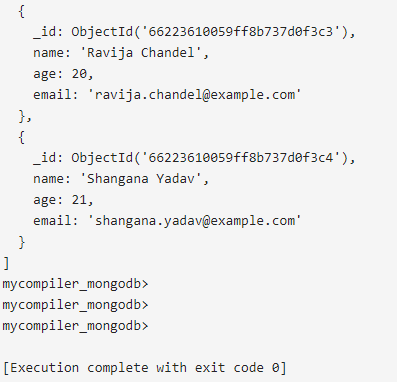 {
_id: ObjectId('66223610059ff8b737d0f3c3'),
name: 'Ravija Chandel',
age: 20,
email: 'ravija.chandel@example.com'
},
{
_id: ObjectId('66223610059ff8b737d0f3c4'),
name: 'Shangana Yadav',
age: 21,
email: 'shangana.yadav@example.com'
}
]
mycompiler_mongodb>
mycompiler_mongodb>
mycompiler_mongodb>
[Execution complete with exit code 0]